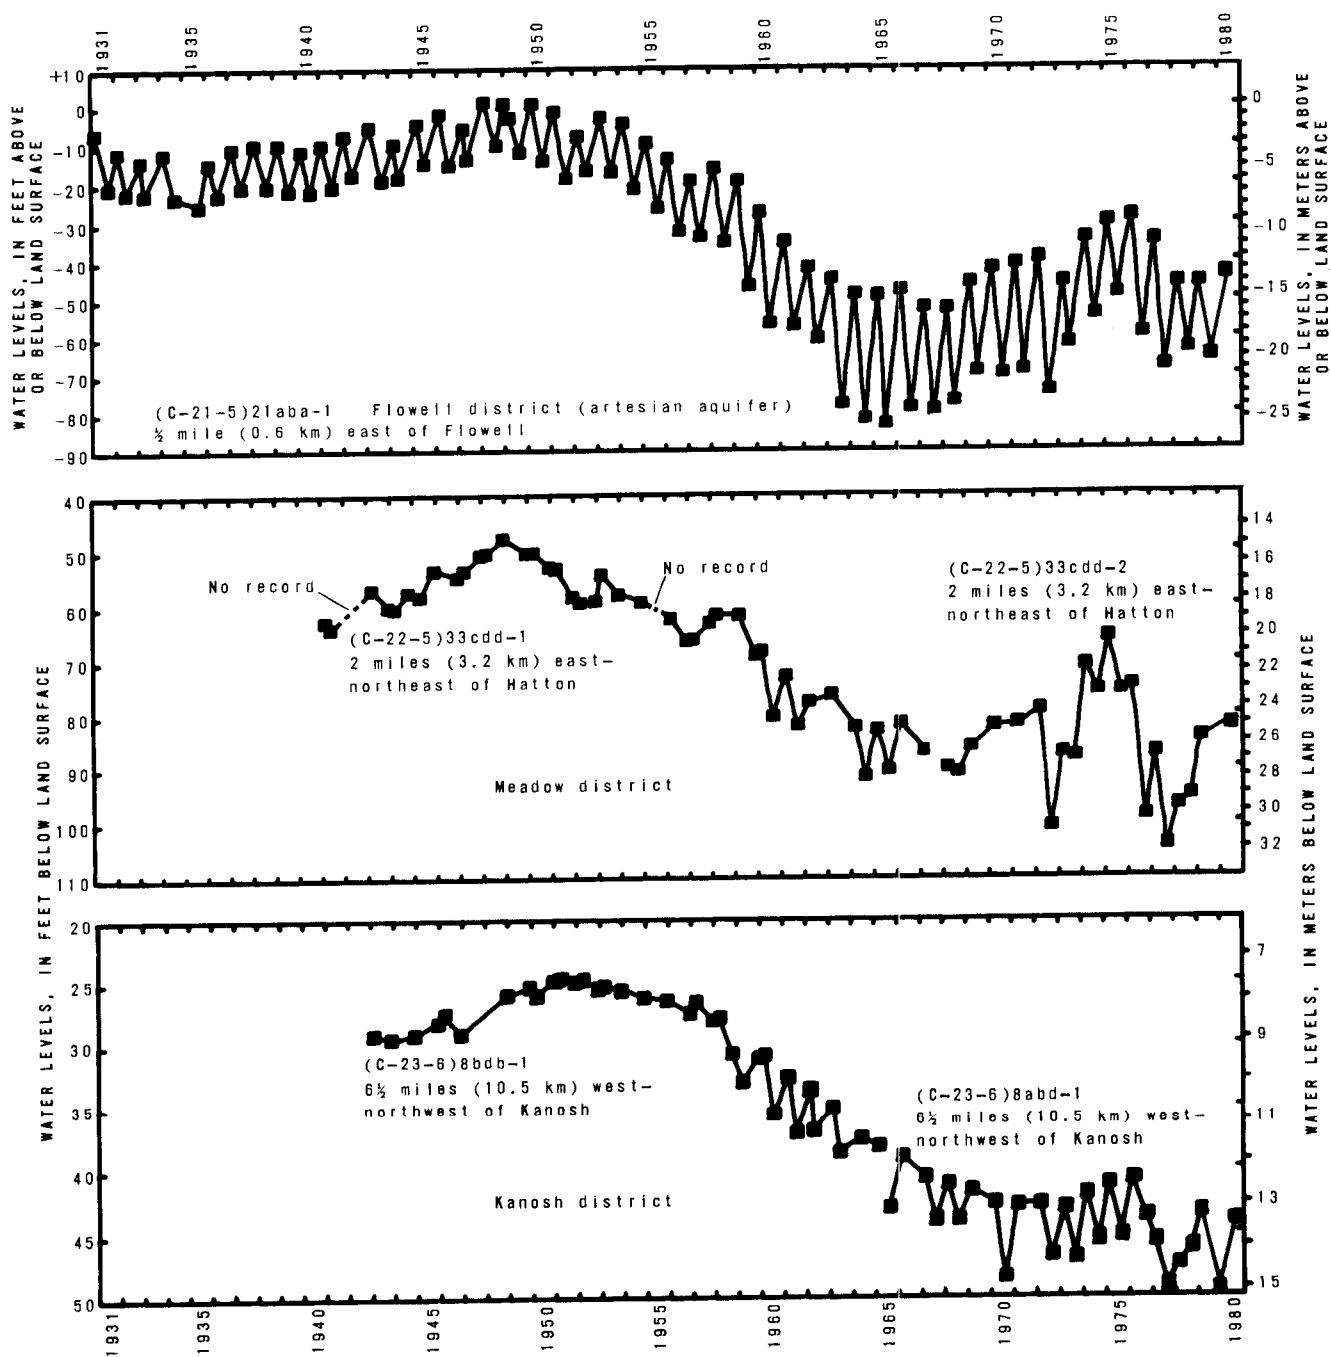 1931 1935 1940 1945 1950 1955 1960 1965 1970 1975 1980
WATER LEVELS, IN FEET ABOVE
OR BELOW LAND SURFACE
+10
0
-10
-20
-30
-40
-50
-60
-70
-80
-90
(C-21-5)21aba-1 Flowell district (artesian aquifer)
½ mile (0.6 km) east of Flowell
0
-5
-10
-15
-20
-25
WATER LEVELS, IN METERS ABOVE
OR BELOW LAND SURFACE
WATER LEVELS, IN FEET BELOW LAND SURFACE
40
50
60
70
80
90
100
110
No record
(C-22-5)33cdd-1
2 miles (3.2 km) east-
northeast of Hatton
No record
(C-22-5)33cdd-2
2 miles (3.2 km) east-
northeast of Hatton
Meadow district
14
16
18
20
22
24
26
28
30
32
WATER LEVELS, IN METERS BELOW LAND SURFACE
20
25
30
35
40
45
50
(C-23-6)8bdb-1
6½ miles (10.5 km) west-
northwest of Kanosh
(C-23-6)8abd-1
6½ miles (10.5 km) west-
northwest of Kanosh
Kanosh district
7
9
11
13
15
1931 1935 1940 1945 1950 1955 1960 1965 1970 1975 1980